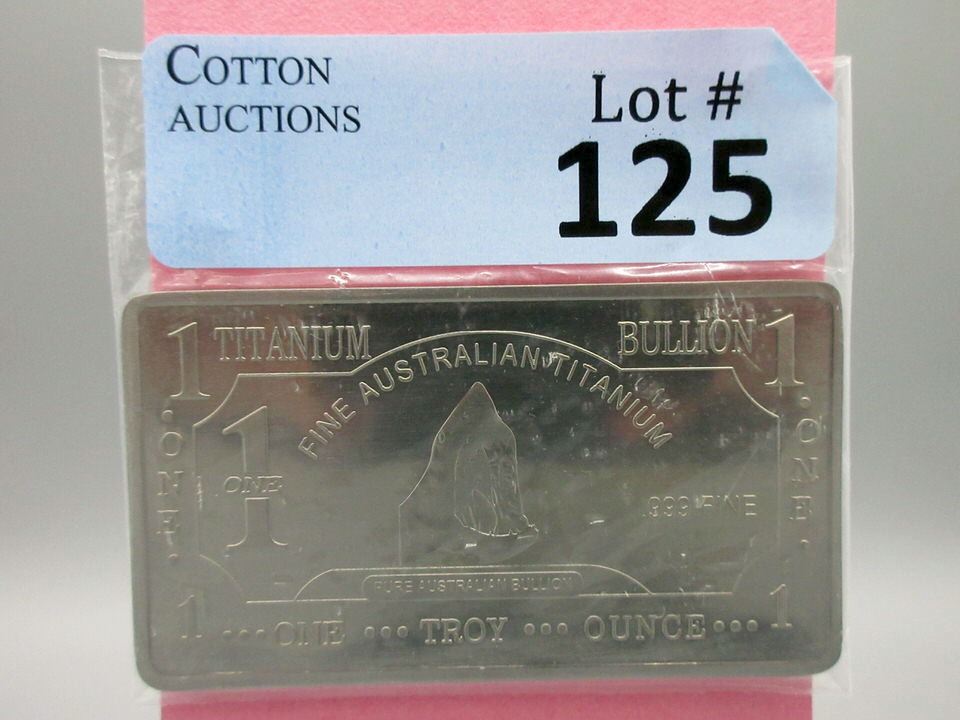 COTTON
AUCTIONS
Lot #
125
1 TITANIUM BULLION 1
FINE AUSTRALIAN TITANIUM
·ONE·
1
ONE
.999 FINE
·ONE·
PURE AUSTRALIAN BULLION
1 ···ONE ··· TROY ··· OUNCE··· 1